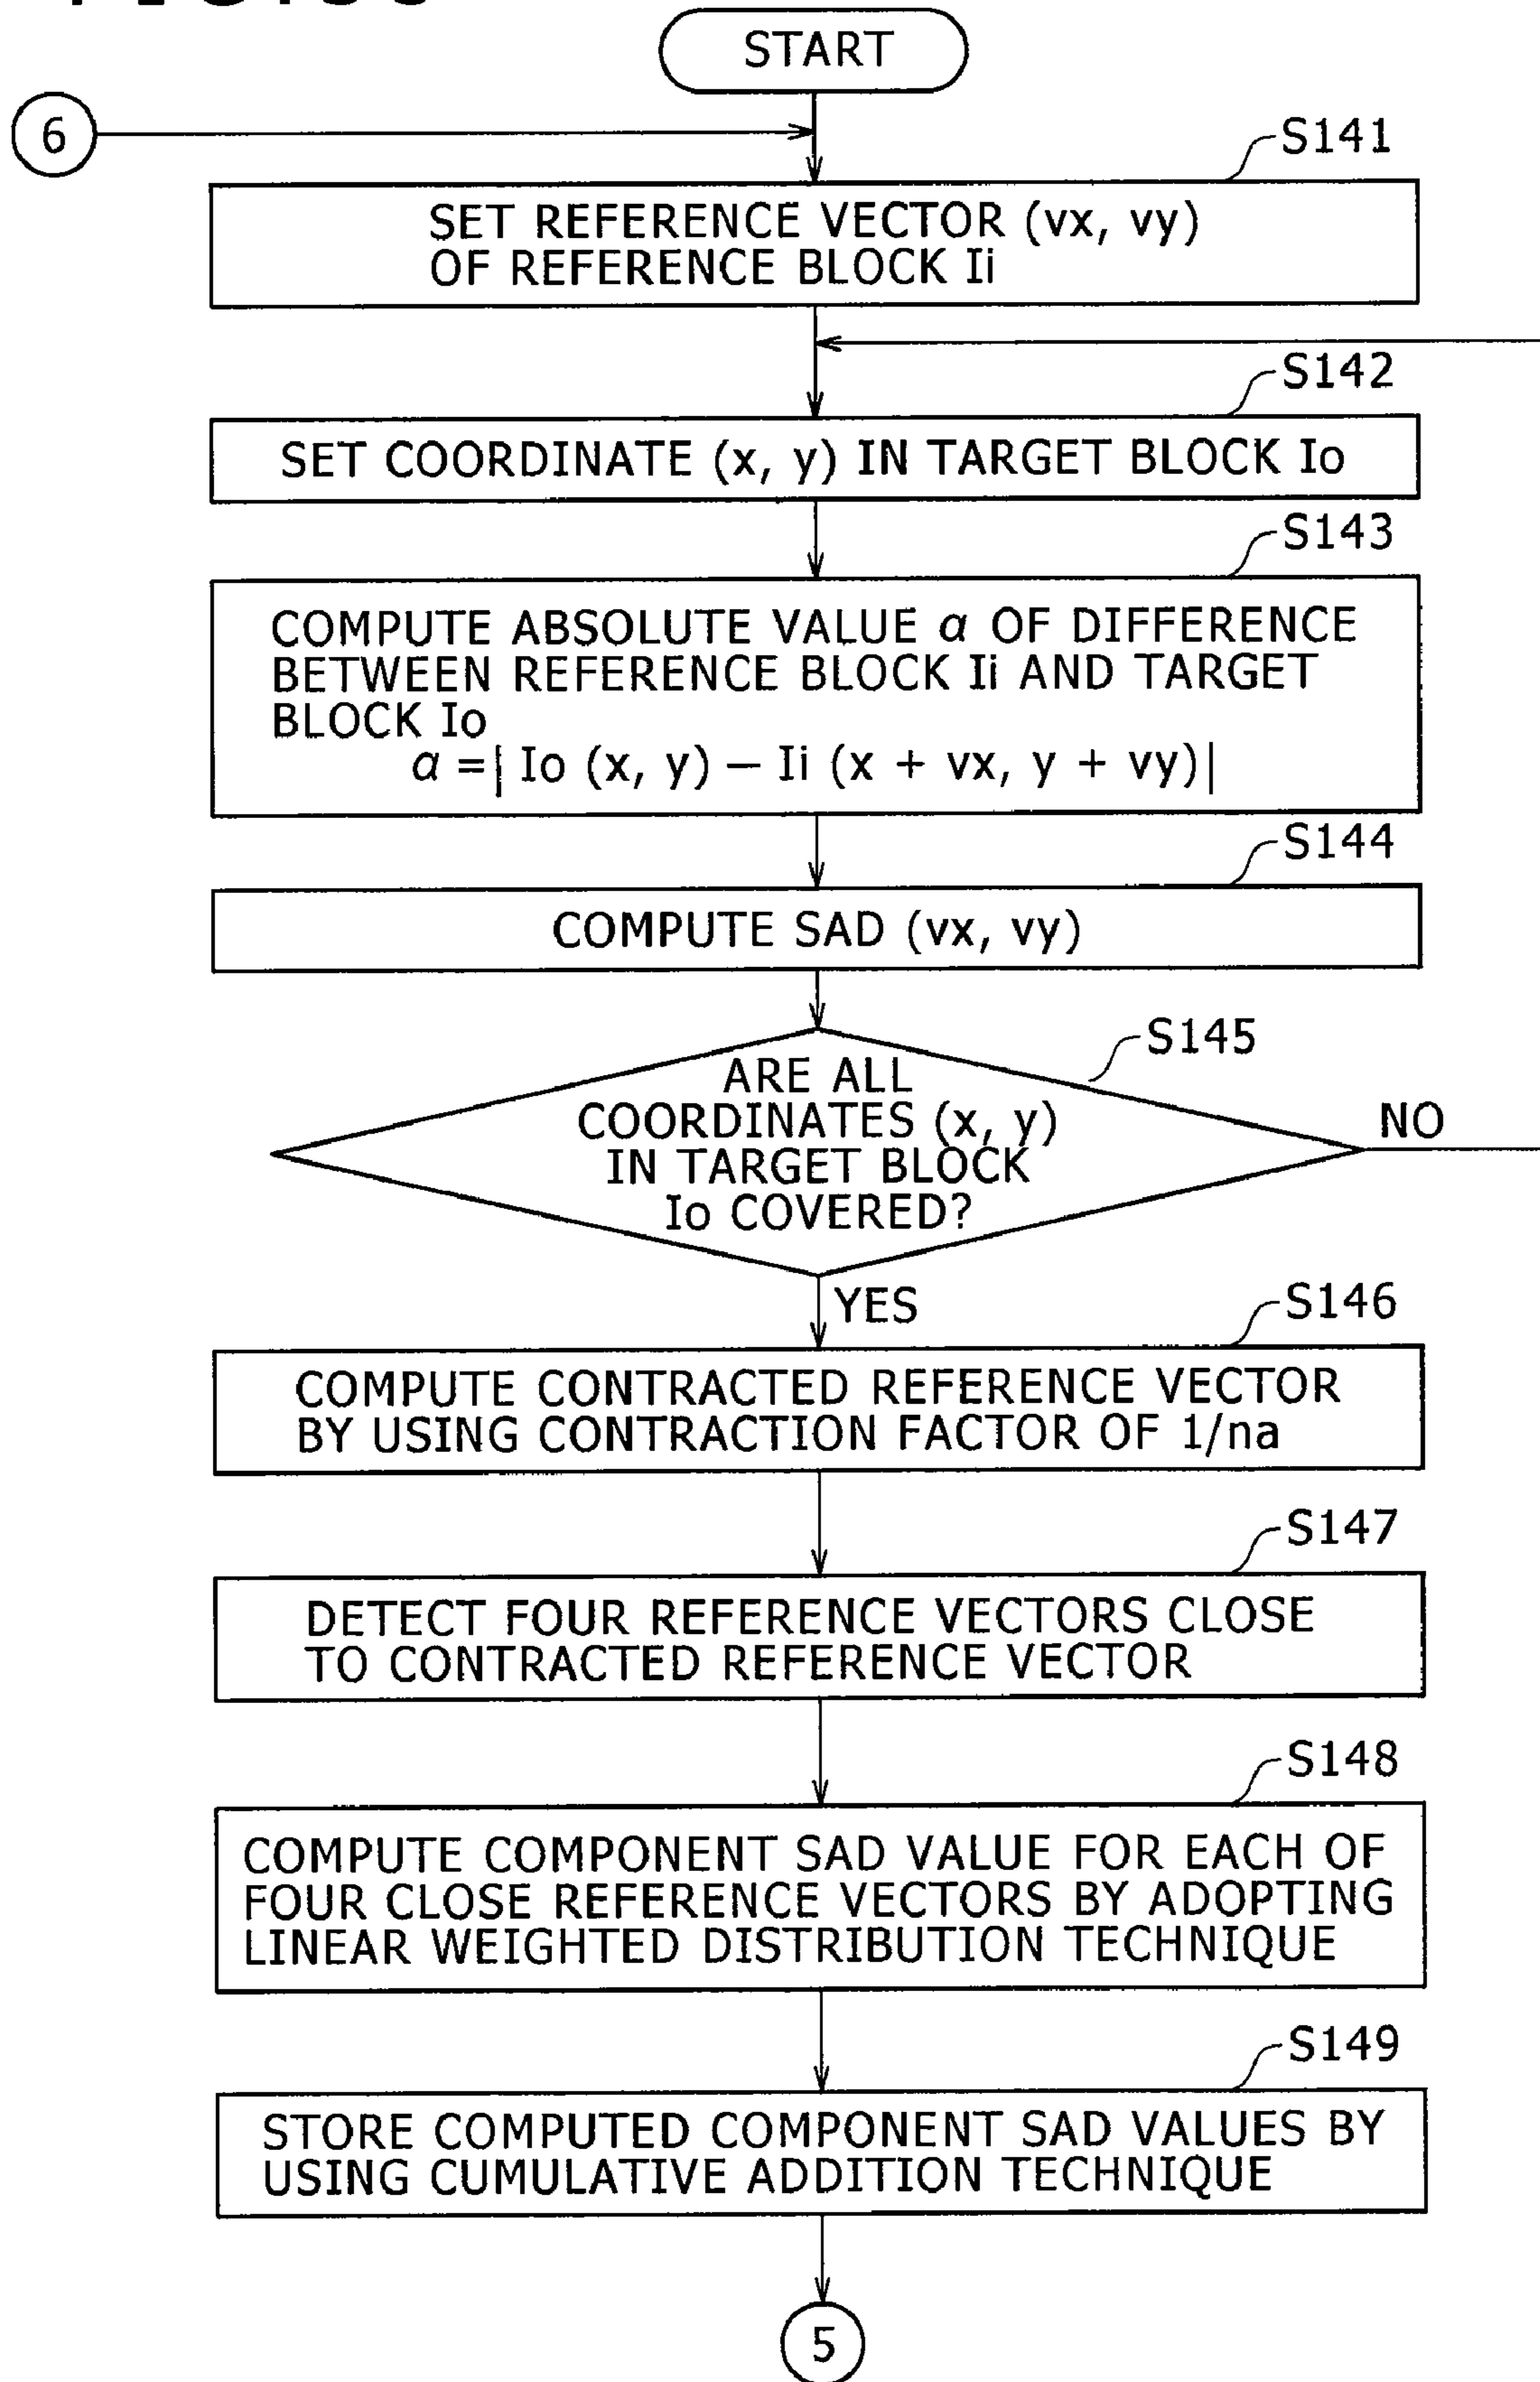 START
6
S141
SET REFERENCE VECTOR (vx, vy)
OF REFERENCE BLOCK Ii
S142
SET COORDINATE (x, y) IN TARGET BLOCK Io
S143
COMPUTE ABSOLUTE VALUE α OF DIFFERENCE
BETWEEN REFERENCE BLOCK Ii AND TARGET
BLOCK Io
α =| Io (x, y) – Ii (x + vx, y + vy)|
S144
COMPUTE SAD (vx, vy)
S145
ARE ALL
COORDINATES (x, y)
IN TARGET BLOCK
Io COVERED?
NO
YES
S146
COMPUTE CONTRACTED REFERENCE VECTOR
BY USING CONTRACTION FACTOR OF 1/na
S147
DETECT FOUR REFERENCE VECTORS CLOSE
TO CONTRACTED REFERENCE VECTOR
S148
COMPUTE COMPONENT SAD VALUE FOR EACH OF
FOUR CLOSE REFERENCE VECTORS BY ADOPTING
LINEAR WEIGHTED DISTRIBUTION TECHNIQUE
S149
STORE COMPUTED COMPONENT SAD VALUES BY
USING CUMULATIVE ADDITION TECHNIQUE
5